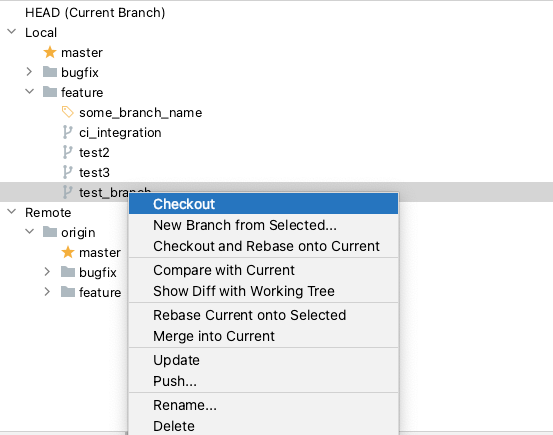 HEAD (Current Branch)
Local
master
bugfix
feature
some_branch_name
ci_integration
test2
test3
test_branch
Remote
origin
master
bugfix
feature
Checkout
New Branch from Selected...
Checkout and Rebase onto Current
Compare with Current
Show Diff with Working Tree
Rebase Current onto Selected
Merge into Current
Update
Push...
Rename...
Delete